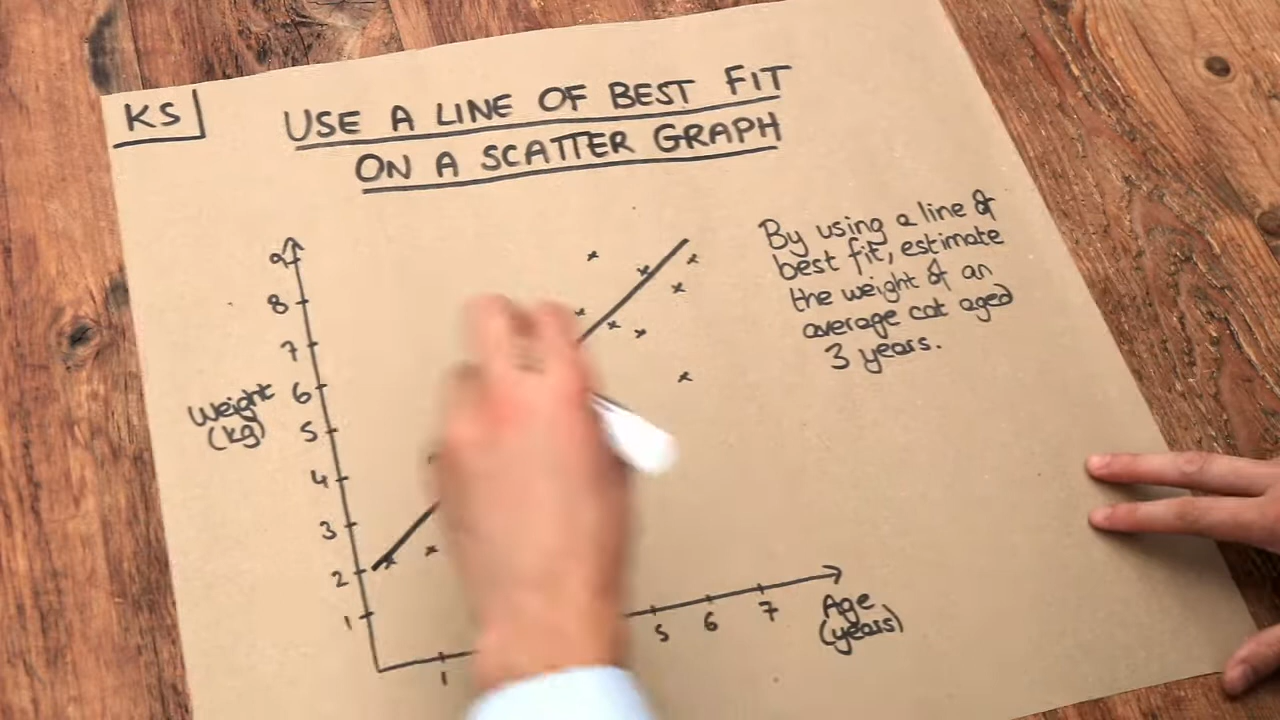 KS
USE A LINE OF BEST FIT
ON A SCATTER GRAPH
By using a line of
best fit, estimate
the weight of an
average cat aged
3 years.
9
8
7
6
5
4
3
2
1
Weight
(kg)
1
5
6
7
Age
(years)